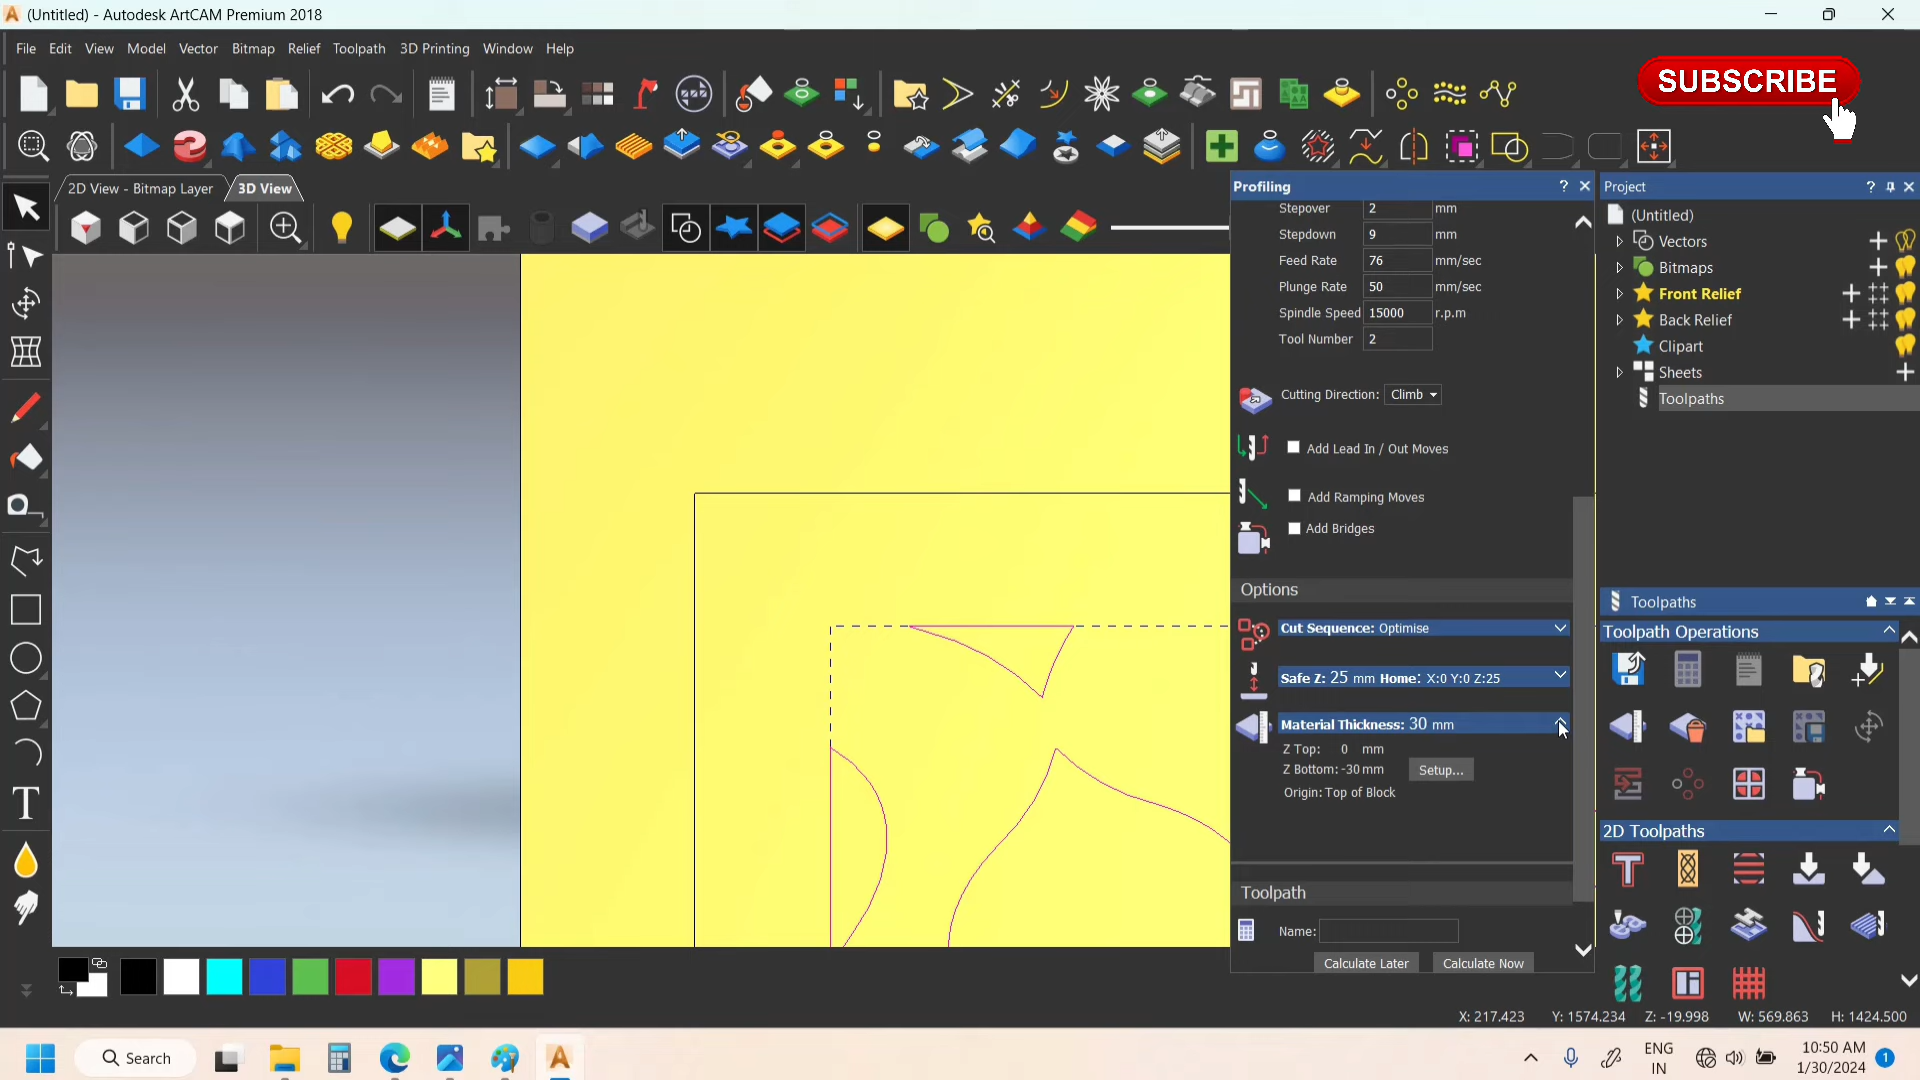 (Untitled) - Autodesk ArtCAM Premium 2018
File Edit View Model Vector Bitmap Relief Toolpath 3D Printing Window Help
SUBSCRIBE
2D View - Bitmap Layer 3D View
Profiling ?
Stepover 2 mm
Stepdown 9 mm
Feed Rate 76 mm/sec
Plunge Rate 50 mm/sec
Spindle Speed 15000 r.p.m
Tool Number 2
Cutting Direction: Climb
Add Lead In / Out Moves
Add Ramping Moves
Add Bridges
Options
Cut Sequence: Optimise
Safe Z: 25 mm Home: X:0 Y:0 Z:25
Material Thickness: 30 mm
Z Top: 0 mm
Z Bottom: -30 mm Setup...
Origin: Top of Block
Toolpath
Name:
Calculate Later Calculate Now
Project ?
(Untitled)
Vectors
Bitmaps
Front Relief
Back Relief
Clipart
Sheets
Toolpaths
Toolpaths
Toolpath Operations
2D Toolpaths
X: 217.423 Y: 1574.234 Z: -19.998 W: 569.863 H: 1424.500
Search
ENG
IN
10:50 AM
1/30/2024
1